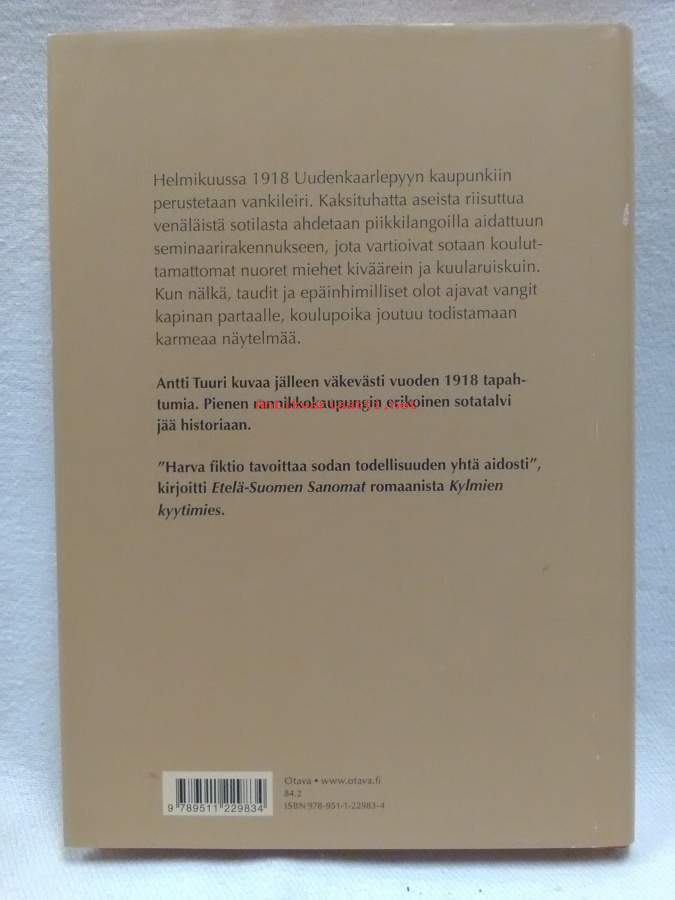 Helmikuussa 1918 Uudenkaarlepyyn kaupunkiin
perustetaan vankileiri. Kaksituhatta aseista riisuttua
venäläistä sotilasta ahdetaan piikkilangoilla aidattuun
seminaarirakennukseen, jota vartioivat sotaan koulut-
tamattomat nuoret miehet kiväärein ja kuularuiskuin.
Kun nälkä, taudit ja epäinhimilliset olot ajavat vangit
kapinan partaalle, koulupoika joutuu todistamaan
karmeaa näytelmää.
Antti Tuuri kuvaa jälleen väkevästi vuoden 1918 tapah-
tumia. Pienen rannikkokaupungin erikoinen sotatalvi
jää historiaan.
”Harva fiktio tavoittaa sodan todellisuuden yhtä aidosti”,
kirjoitti Etelä-Suomen Sanomat romaanista Kylmien
kyytimies.
Otava • www.otava.fi
84.2
ISBN 978-951-1-22983-4
9 789511 229834